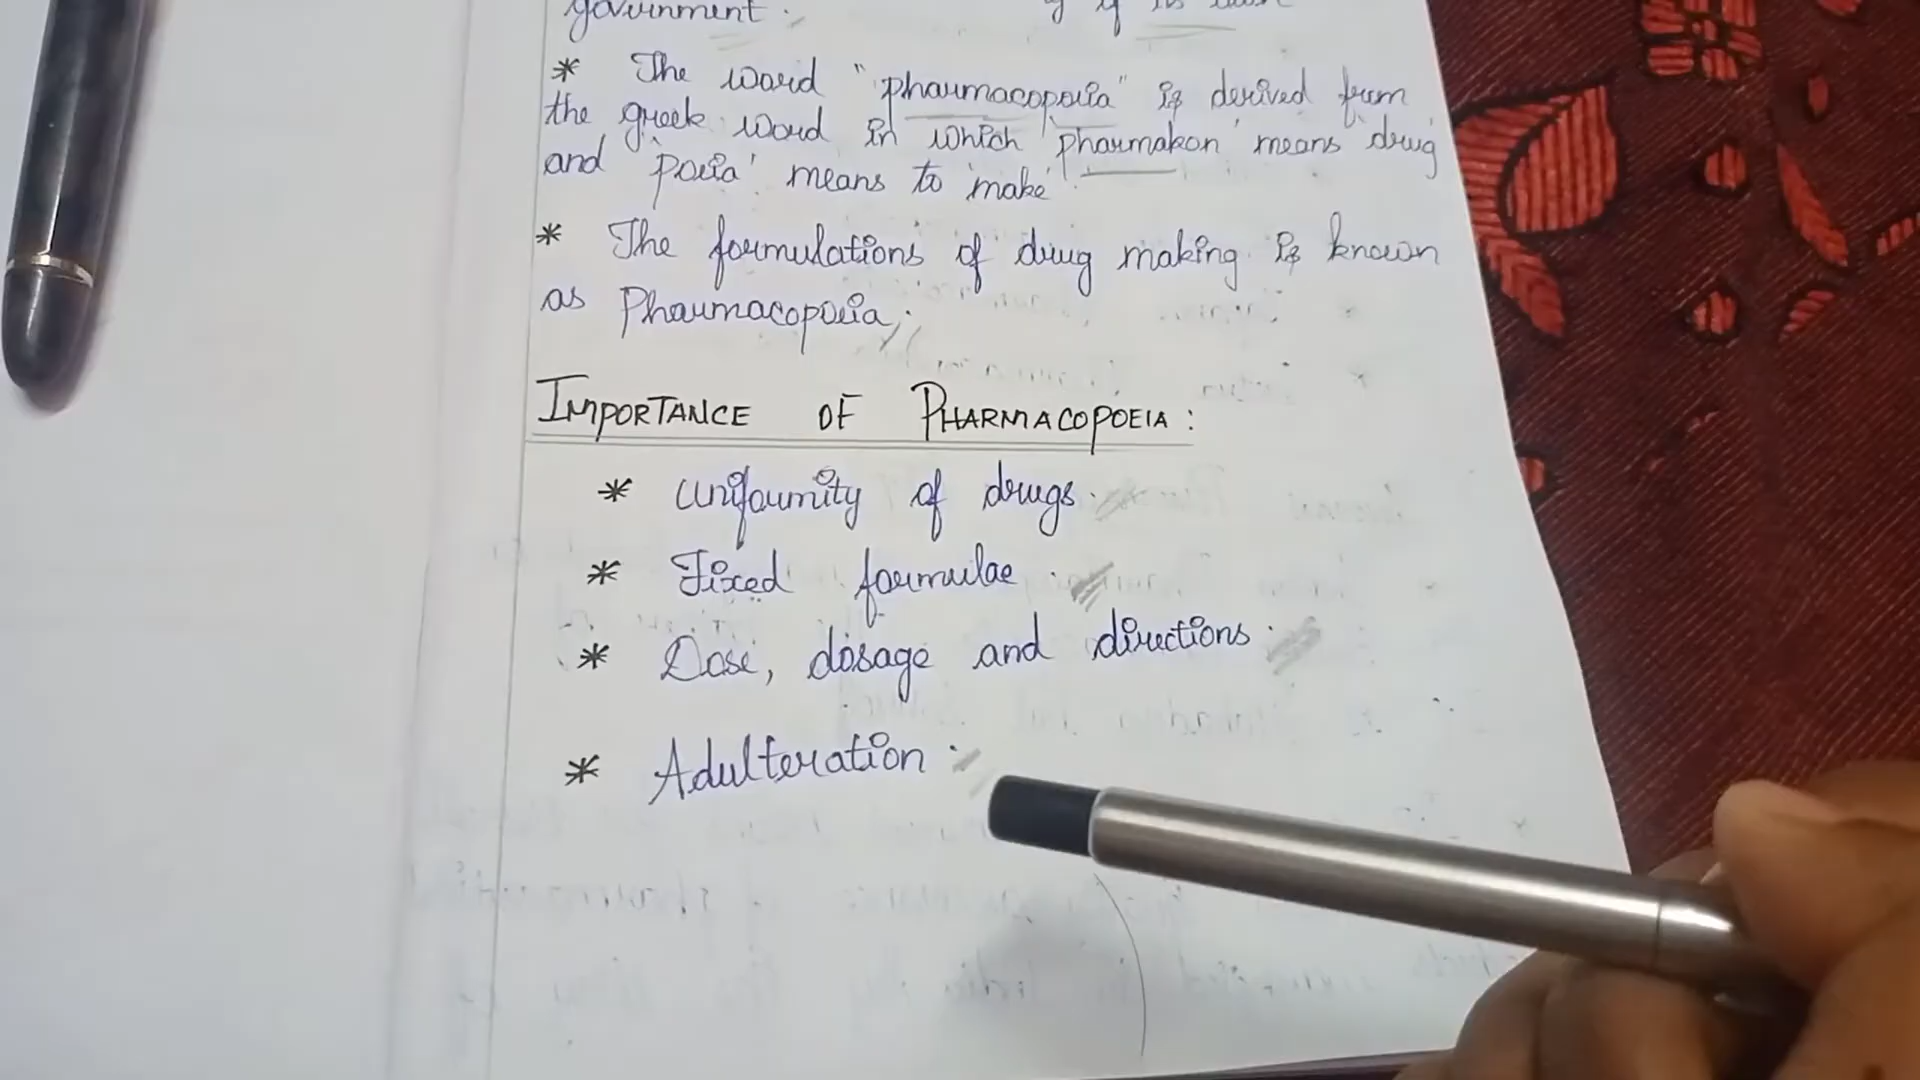 government.
* The word "pharmacopoeia" is derived from
the greek word in which 'pharmakon' means 'drug'
and 'poeia' means to 'make'.
* The formulations of drug making is known
as Pharmacopoeia.
IMPORTANCE OF PHARMACOPOEIA:
* Uniformity of drugs.
* Fixed formulae.
* Dose, dosage and directions.
* Adulteration.